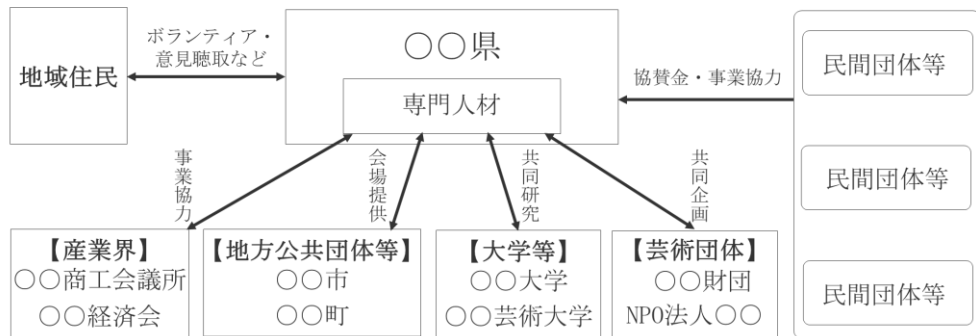 地域住民
ボランティア・
意見聴取など
○○県
専門人材
協賛金・事業協力
民間団体等
民間団体等
民間団体等
事業協力
会場提供
共同研究
共同企画
【産業界】
○○商工会議所
○○経済会
【地方公共団体等】
○○市
○○町
【大学等】
○○大学
○○芸術大学
【芸術団体】
○○財団
NPO法人○○